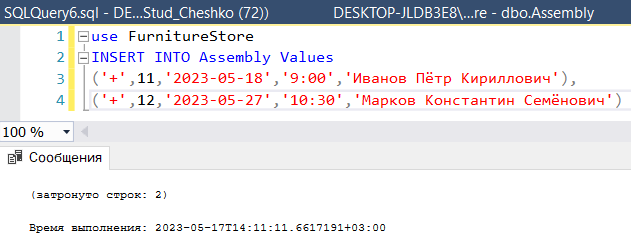 SQLQuery6.sql - DE...Stud_Cheshko (72)) DESKTOP-JLDB3E8\...re - dbo.Assembly
1 use FurnitureStore
2 INSERT INTO Assembly Values
3 ('+',11,'2023-05-18','9:00','Иванов Пётр Кириллович'),
4 ('+',12,'2023-05-27','10:30','Марков Константин Семёнович')
100 %
Сообщения
(затронуто строк: 2)
Время выполнения: 2023-05-17T14:11:11.6617191+03:00